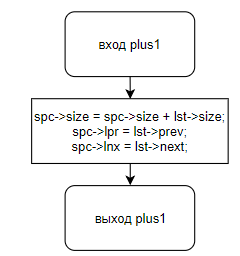 вход plus1
spc->size = spc->size + lst->size;
spc->lpr = lst->prev;
spc->lnx = lst->next;
выход plus1